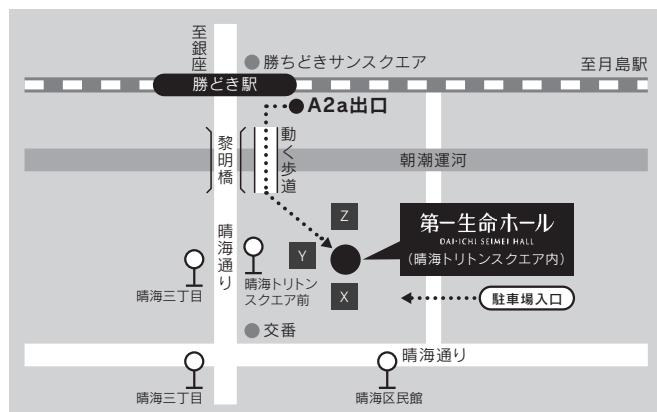 至銀座
勝ちどきサンスクエア
至月島駅
勝どき駅
A2a出口
黎明橋
動く歩道
朝潮運河
Z
第一生命ホール
DAI-ICHI SEIMEI HALL
(晴海トリトンスクエア内)
Y
晴海通り
晴海三丁目
晴海トリトン
スクエア前
X
駐車場入口
交番
晴海通り
晴海三丁目
晴海区民館